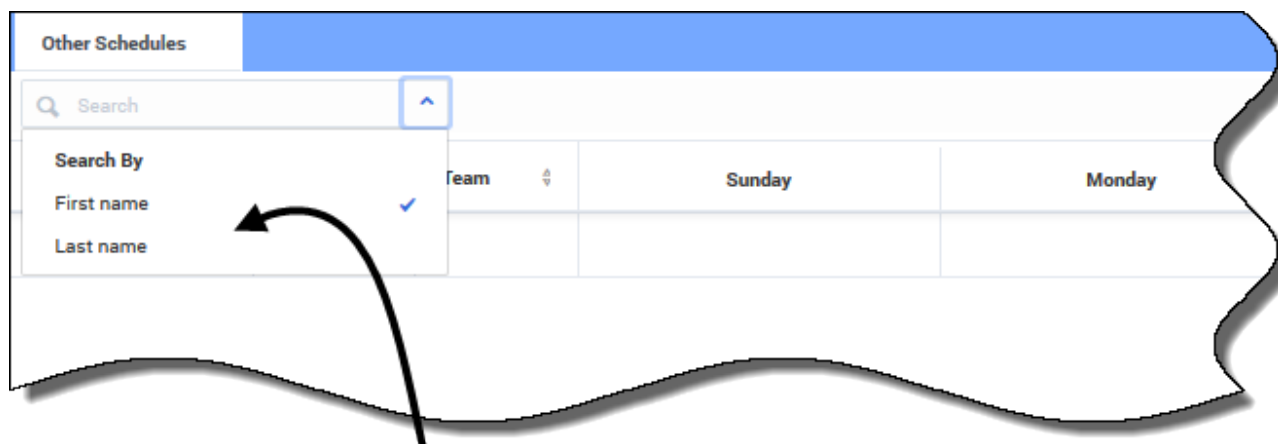 Other Schedules
Search
Search By
First name
Last name
Team
Sunday
Monday